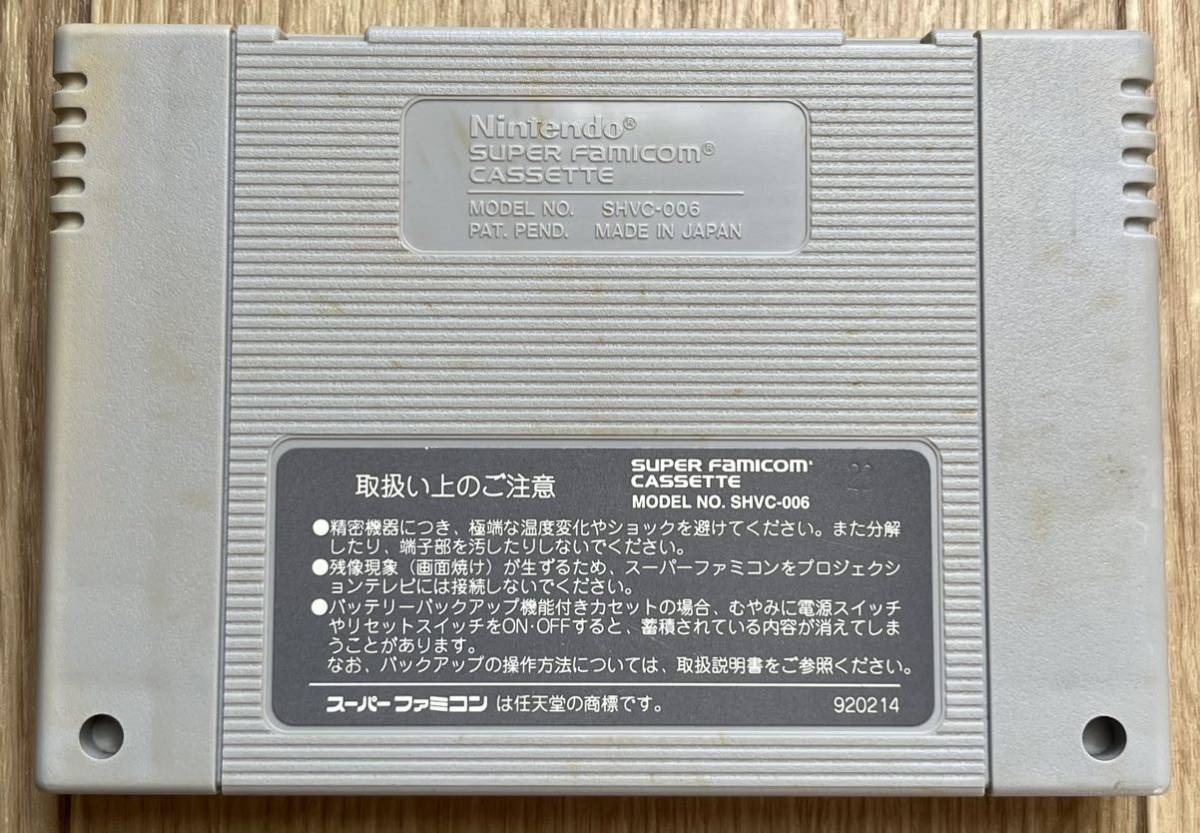 Nintendo®
SUPER FAMICOM®
CASSETTE
MODEL NO. SHVC-006
PAT. PEND. MADE IN JAPAN
取扱い上のご注意
SUPER FAMICOM
CASSETTE
MODEL NO. SHVC-006
22
●精密機器につき、極端な温度変化やショックを避けてください。また分解
したり、端子部を汚したりしないでください。
●残像現象（画面焼け）が生ずるため、スーパーファミコンをプロジェクシ
ョンテレビには接続しないでください。
●バッテリーバックアップ機能付きカセットの場合、むやみに電源スイッチ
やリセットスイッチをON·OFFすると、蓄積されている内容が消えてしま
うことがあります。
なお、バックアップの操作方法については、取扱説明書をご参照ください。
スーパーファミコンは任天堂の商標です。 920214